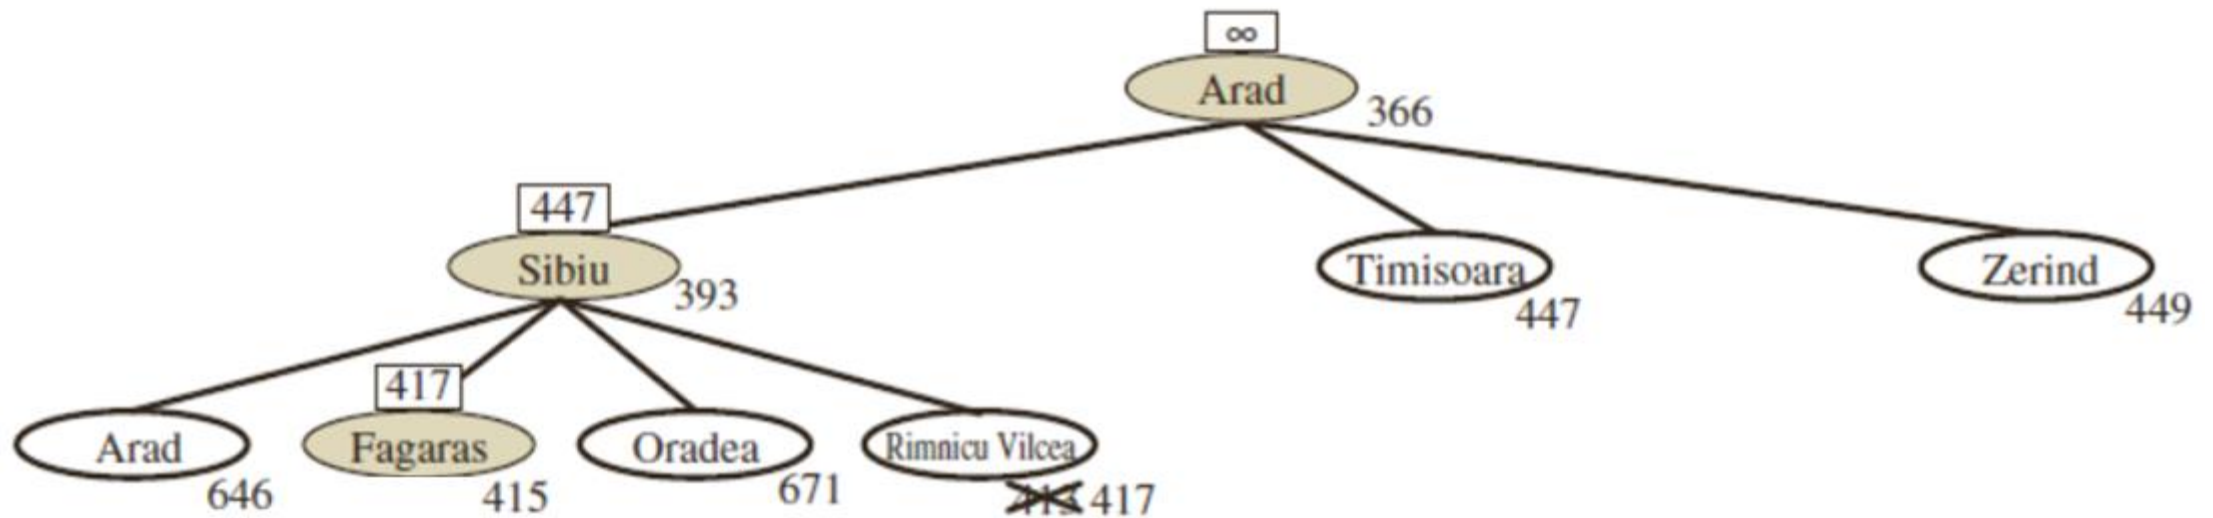 ∞
Arad
366
447
Sibiu
393
Timisoara
447
Zerind
449
417
Arad
646
Fagaras
415
Oradea
671
Rimnicu Vilcea
413 417